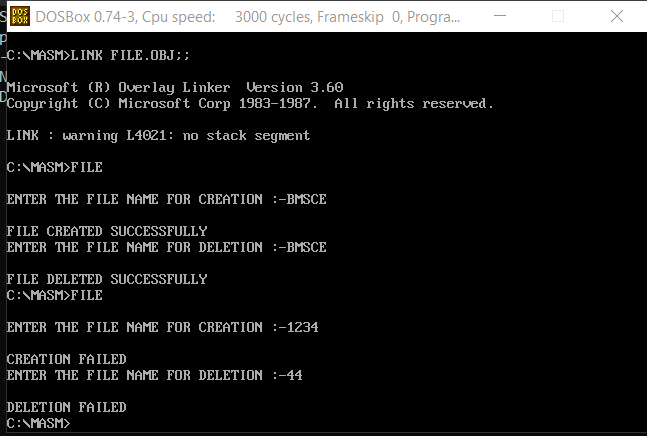 DOSBox 0.74-3, Cpu speed: 3000 cycles, Frameskip 0, Progra...
C:\MASM>LINK FILE.OBJ;;
Microsoft (R) Overlay Linker Version 3.60
Copyright (C) Microsoft Corp 1983-1987. All rights reserved.
LINK : warning L4021: no stack segment
C:\MASM>FILE
ENTER THE FILE NAME FOR CREATION :-BMSCE
FILE CREATED SUCCESSFULLY
ENTER THE FILE NAME FOR DELETION :-BMSCE
FILE DELETED SUCCESSFULLY
C:\MASM>FILE
ENTER THE FILE NAME FOR CREATION :-1234
CREATION FAILED
ENTER THE FILE NAME FOR DELETION :-44
DELETION FAILED
C:\MASM>